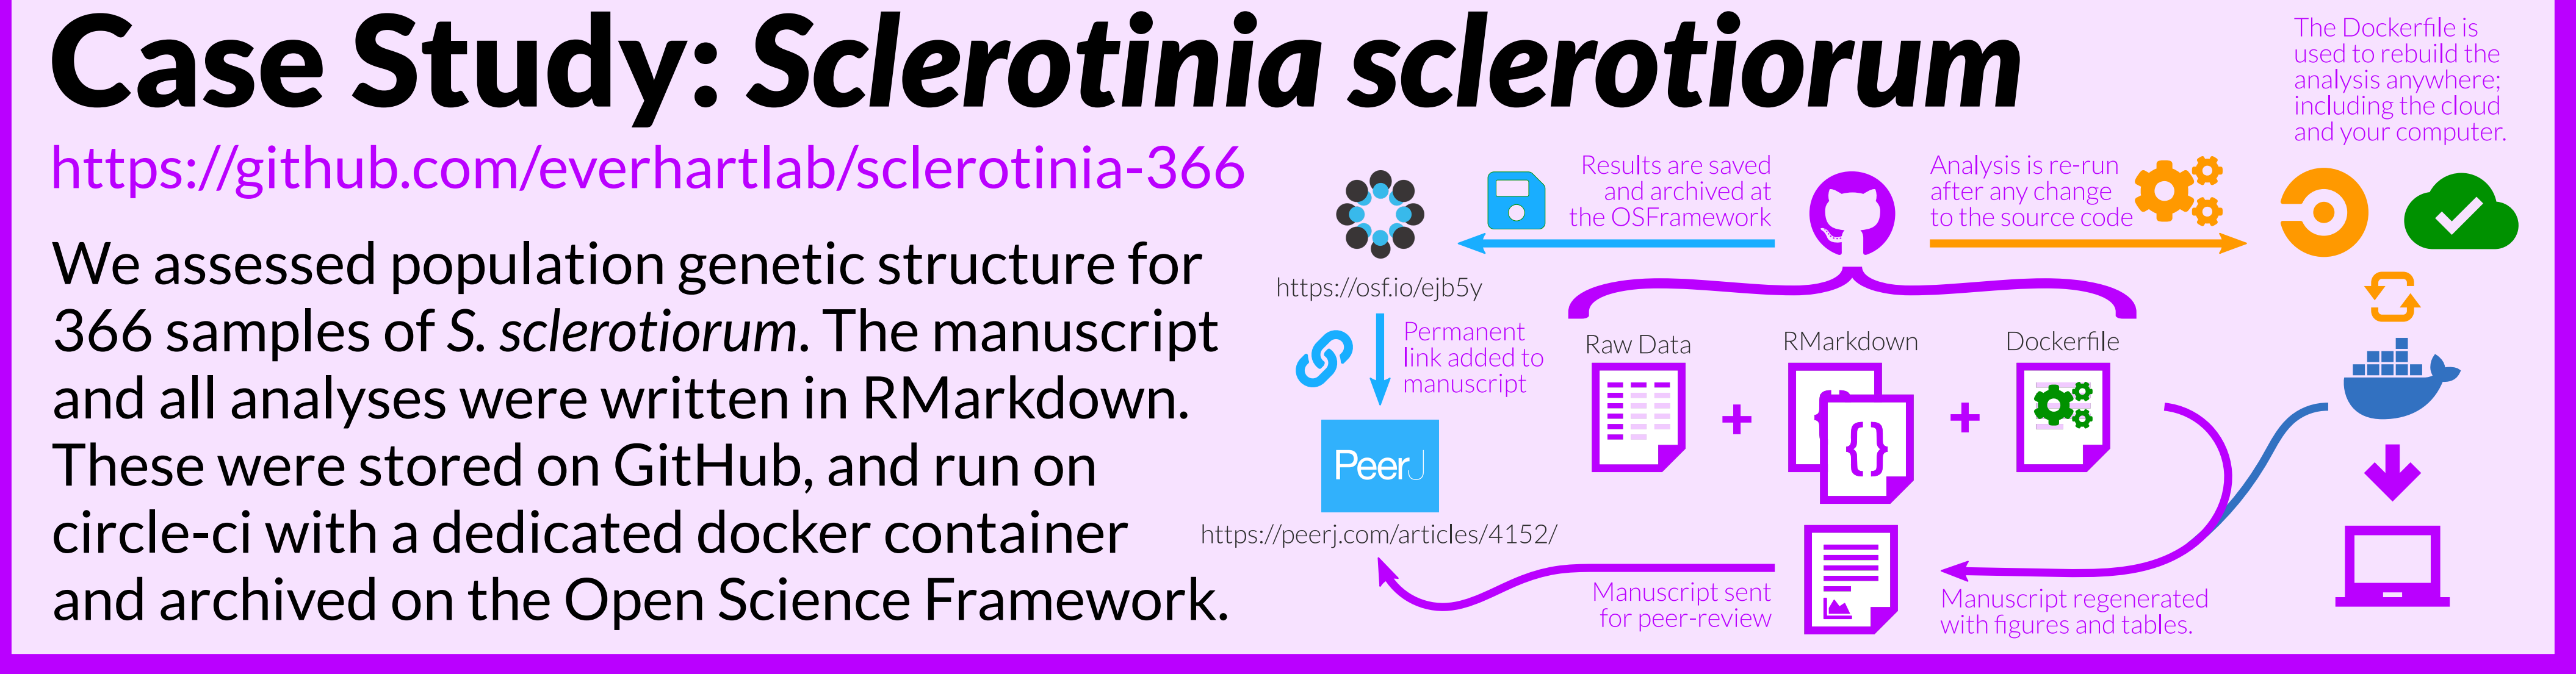 Case Study: Sclerotinia sclerotiorum
https://github.com/everhartlab/sclerotinia-366
We assessed population genetic structure for
366 samples of S. sclerotiorum. The manuscript
and all analyses were written in RMarkdown.
These were stored on GitHub, and run on
circle-ci with a dedicated docker container
and archived on the Open Science Framework.
The Dockerfile is
used to rebuild the
analysis anywhere;
including the cloud
and your computer.
Results are saved
and archived at
the OSFramework
Analysis is re-run
after any change
to the source code
https://osf.io/ejb5y
Permanent
link added to
manuscript
Raw Data
RMarkdown
Dockerfile
+
+
{}
PeerJ
https://peerj.com/articles/4152/
Manuscript sent
for peer-review
Manuscript regenerated
with figures and tables.